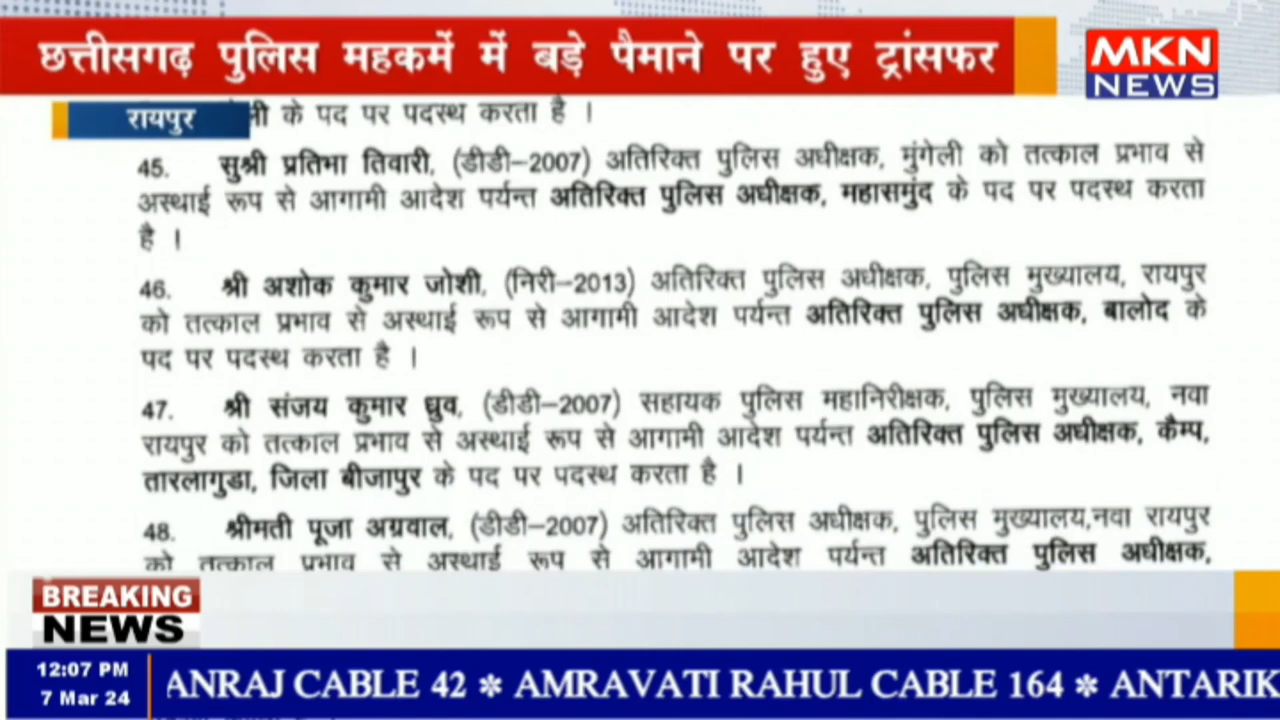 छत्तीसगढ़ पुलिस महकमें में बड़े पैमाने पर हुए ट्रांसफर
MKN
NEWS
रायपुर
के पद पर पदस्थ करता है ।
45. सुश्री प्रतिभा तिवारी, (डीडी–2007) अतिरिक्त पुलिस अधीक्षक, मुंगेली को तत्काल प्रभाव से
अस्थाई रूप से आगामी आदेश पर्यन्त अतिरिक्त पुलिस अधीक्षक, महासमुंद के पद पर पदस्थ करता
है ।
46. श्री अशोक कुमार जोशी, (निरी–2013) अतिरिक्त पुलिस अधीक्षक, पुलिस मुख्यालय, रायपुर
को तत्काल प्रभाव से अस्थाई रूप से आगामी आदेश पर्यन्त अतिरिक्त पुलिस अधीक्षक, बालोद के
पद पर पदस्थ करता है ।
47. श्री संजय कुमार ध्रुव, (डीडी–2007) सहायक पुलिस महानिरीक्षक, पुलिस मुख्यालय, नवा
रायपुर को तत्काल प्रभाव से अस्थाई रूप से आगामी आदेश पर्यन्त अतिरिक्त पुलिस अधीक्षक, कैम्प,
तारलागुडा, जिला बीजापुर के पद पर पदस्थ करता है ।
48. श्रीमती पूजा अग्रवाल, (डीडी–2007) अतिरिक्त पुलिस अधीक्षक, पुलिस मुख्यालय,नवा रायपुर
को तत्काल प्रभाव से अस्थाई रूप से आगामी आदेश पर्यन्त अतिरिक्त पुलिस अधीक्षक,
BREAKING
NEWS
12:07 PM
7 Mar 24
ANRAJ CABLE 42 * AMRAVATI RAHUL CABLE 164 * ANTARIK